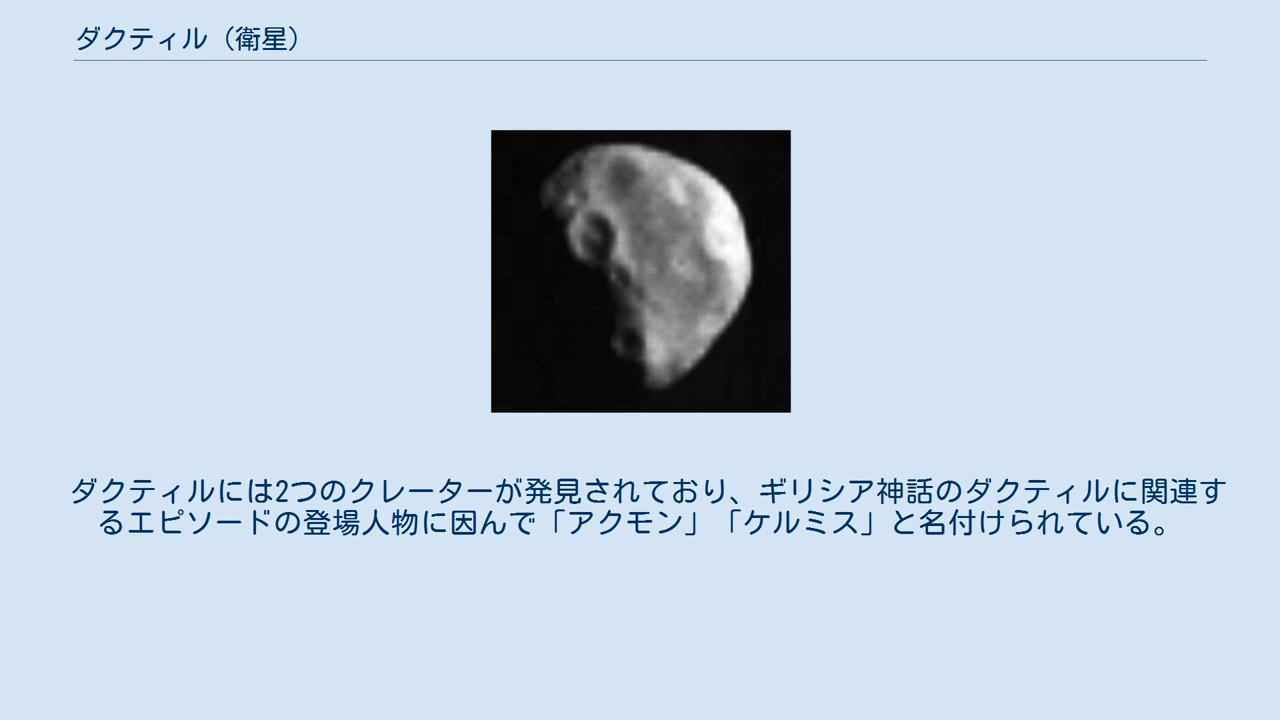 ダクティル（衛星）
ダクティルには2つのクレーターが発見されており、ギリシア神話のダクティルに関連す
るエピソードの登場人物に因んで「アクモン」「ケルミス」と名付けられている。